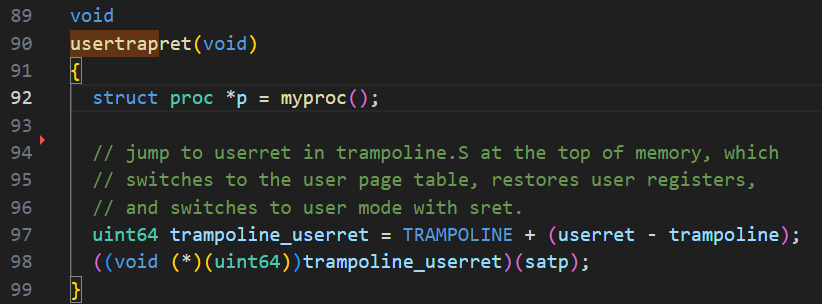 89 void
90 usertrapret(void)
91 {
92   struct proc *p = myproc();
93
94   // jump to userret in trampoline.S at the top of memory, which
95   // switches to the user page table, restores user registers,
96   // and switches to user mode with sret.
97   uint64 trampoline_userret = TRAMPOLINE + (userret - trampoline);
98   ((void (*)(uint64))trampoline_userret)(satp);
99 }